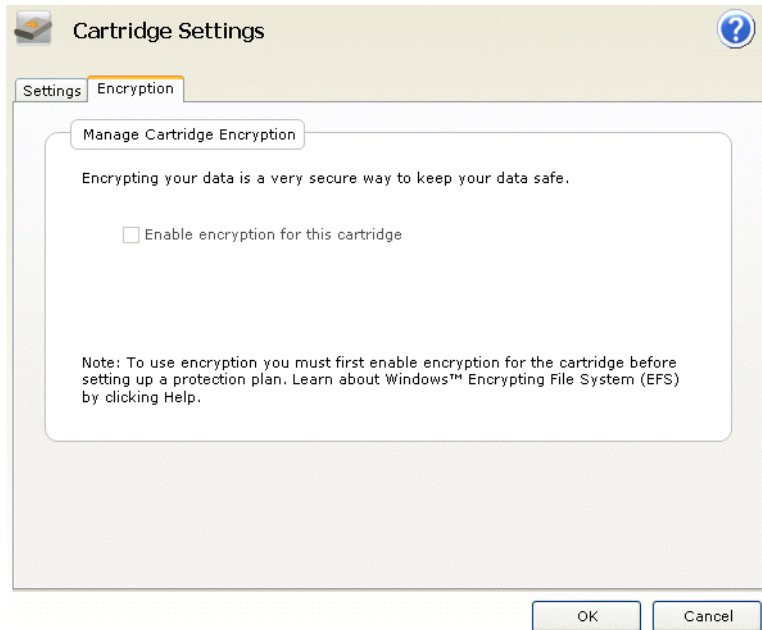 Cartridge Settings
?
Settings
Encryption
Manage Cartridge Encryption
Encrypting your data is a very secure way to keep your data safe.
Enable encryption for this cartridge
Note: To use encryption you must first enable encryption for the cartridge before
setting up a protection plan. Learn about Windows™ Encrypting File System (EFS)
by clicking Help.
OK
Cancel